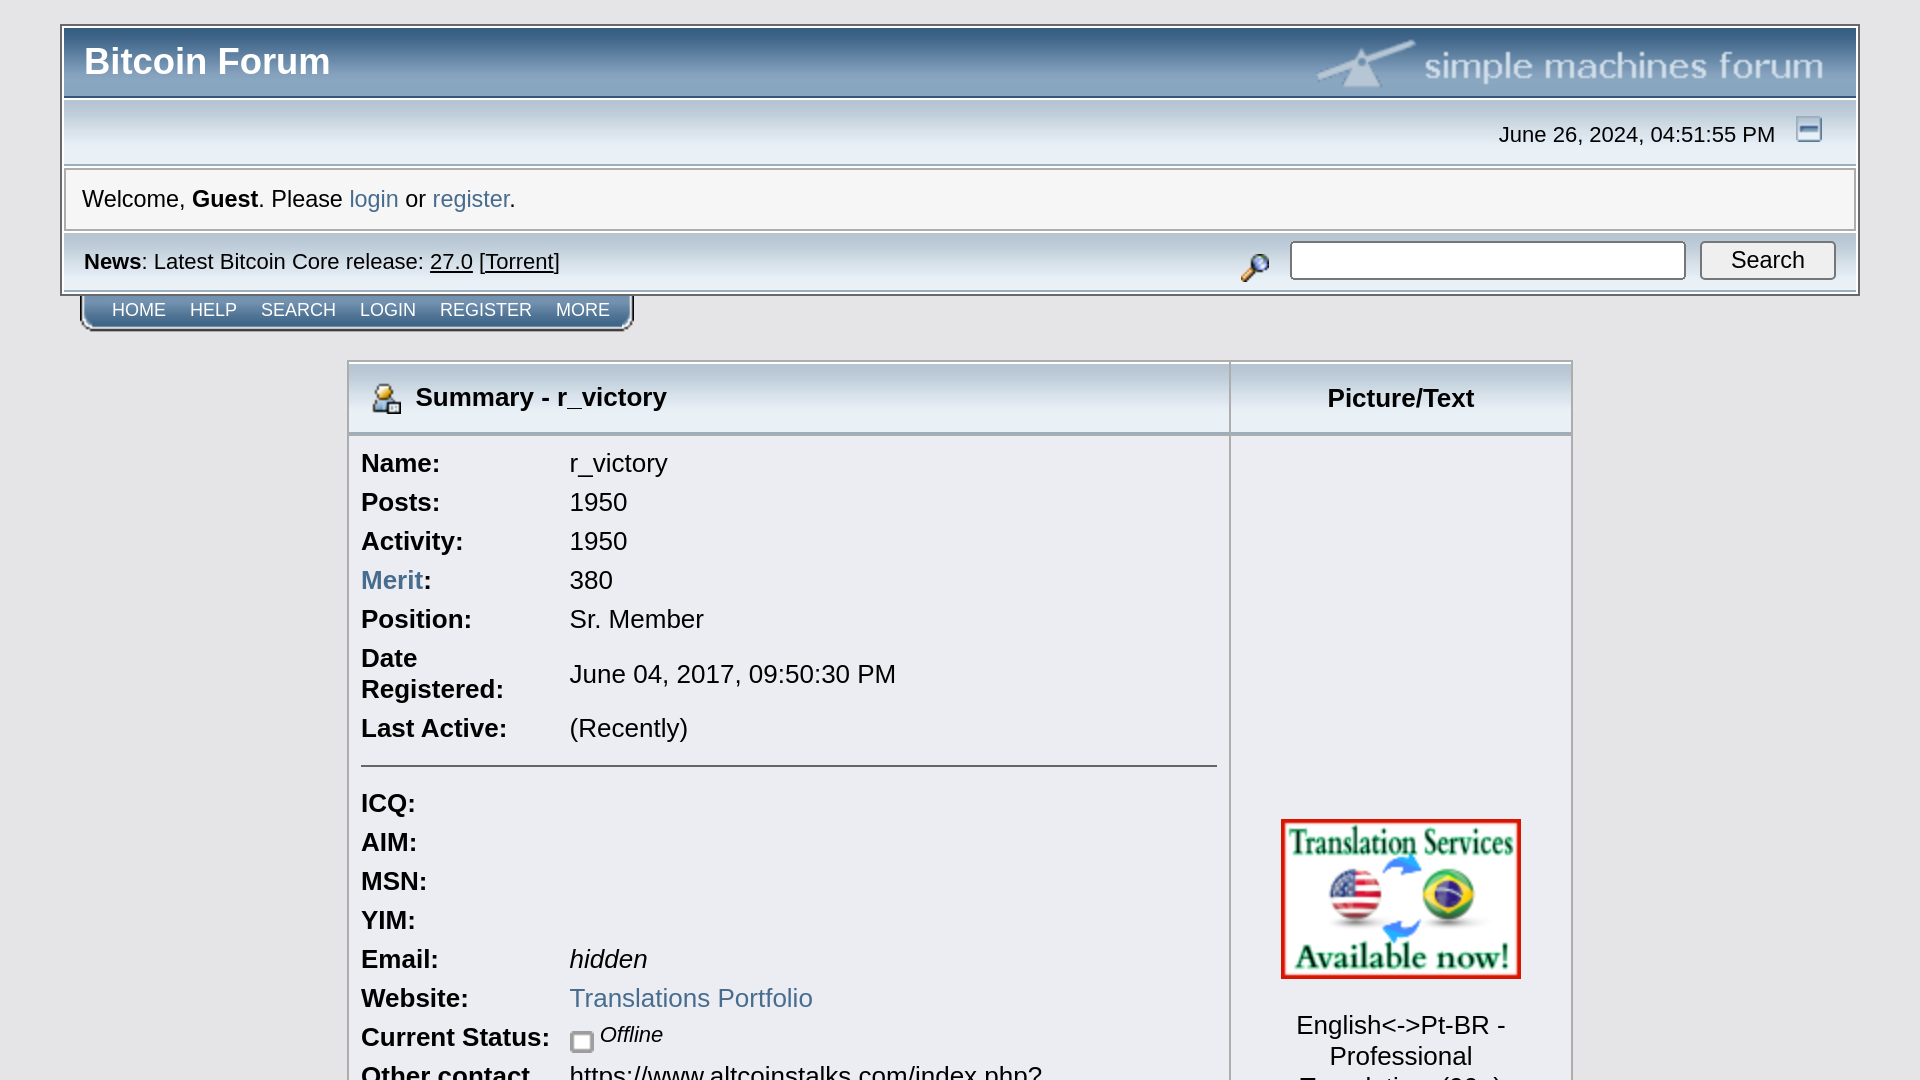 Bitcoin Forum
simple machines forum
June 26, 2024, 04:51:55 PM
Welcome, Guest. Please login or register.
News: Latest Bitcoin Core release: 27.0 [Torrent]
Search
HOME HELP SEARCH LOGIN REGISTER MORE
Summary - r_victory
Picture/Text
Name: r_victory
Posts: 1950
Activity: 1950
Merit: 380
Position: Sr. Member
Date
Registered: June 04, 2017, 09:50:30 PM
Last Active: (Recently)
ICQ:
AIM:
MSN:
YIM:
Email: hidden
Website: Translations Portfolio
Current Status: Offline
Other contact https://www.altcoinstalks.com/index.php?
Translation Services
Available now!
English<->Pt-BR -
Professional